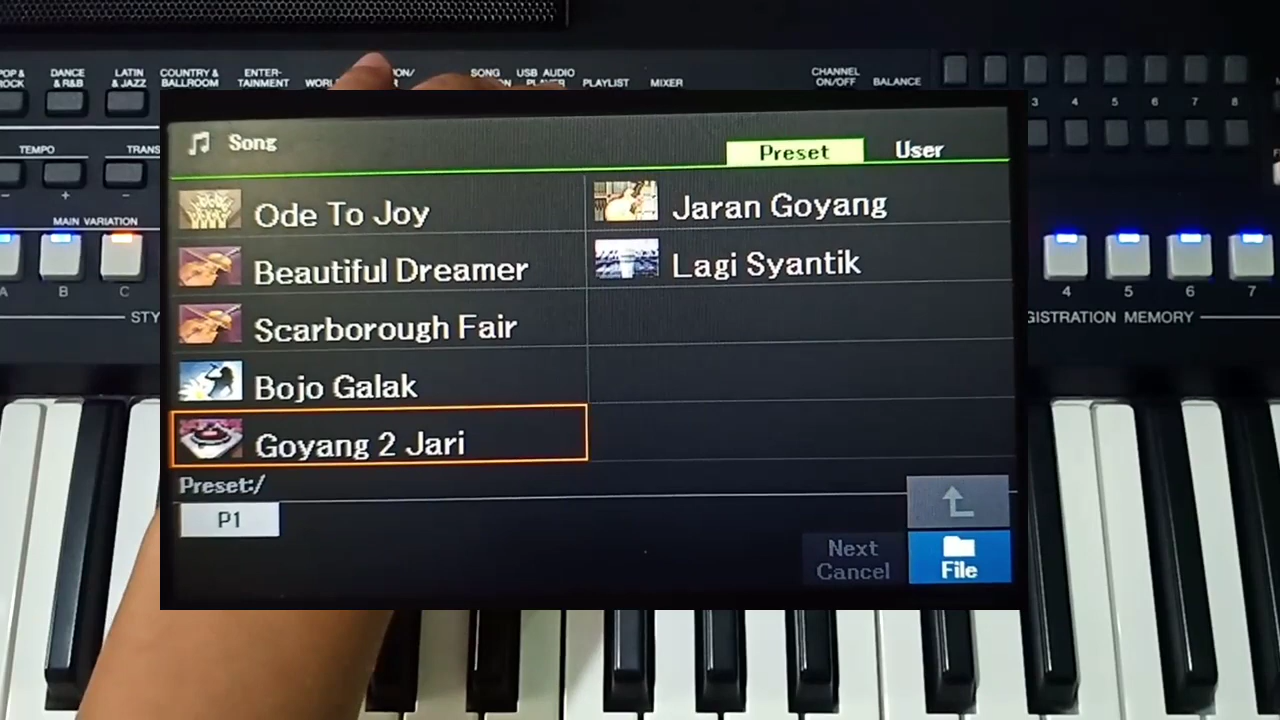 POP &
ROCK
DANCE
& R&B
LATIN
& JAZZ
COUNTRY &
BALLROOM
ENTER-
TAINMENT
SONG
USB AUDIO
PLAYER
PLAYLIST
MIXER
CHANNEL
ON/OFF
BALANCE
3 4 5 6 7 8
TEMPO
− + −
MAIN VARIATION
A B C
4 5 6 7
REGISTRATION MEMORY
Song
Preset
User
Ode To Joy
Beautiful Dreamer
Scarborough Fair
Bojo Galak
Goyang 2 Jari
Jaran Goyang
Lagi Syantik
Preset:/
P1
Next
Cancel
File